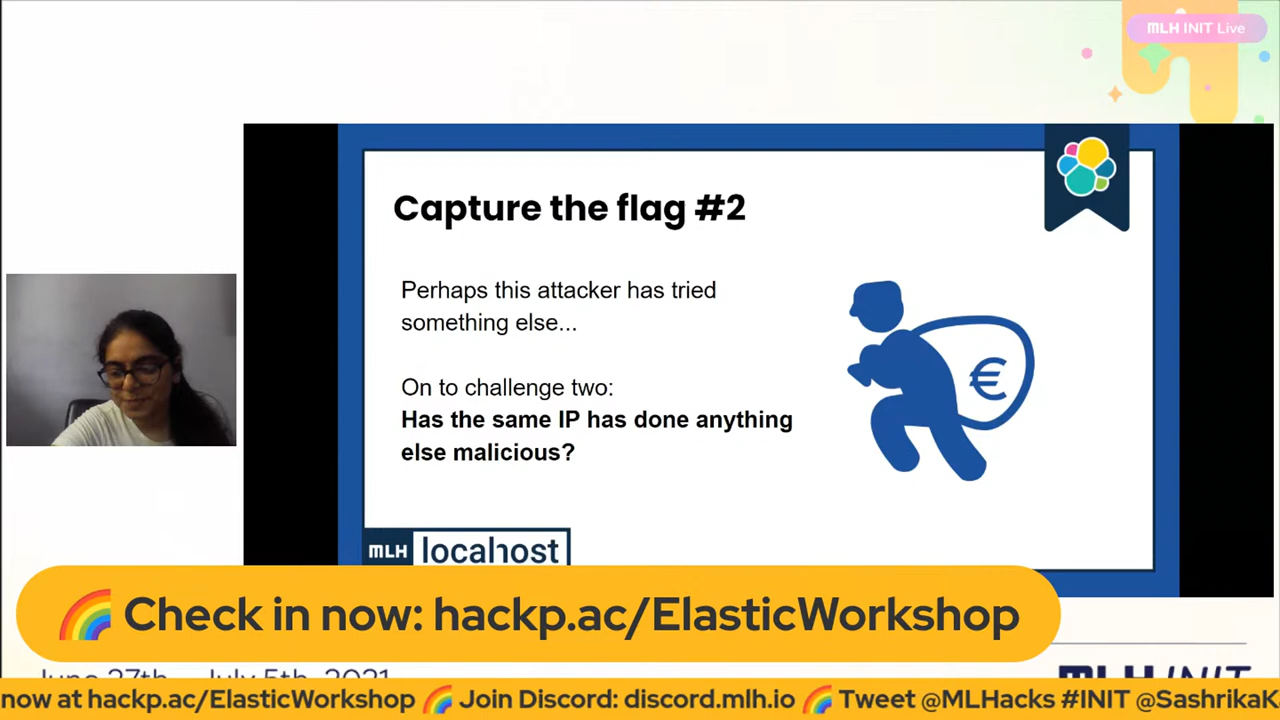 MLH INIT Live
Capture the flag #2
Perhaps this attacker has tried
something else...
On to challenge two:
Has the same IP has done anything
else malicious?
€
MLH localhost
Check in now: hackp.ac/ElasticWorkshop
June 27th - July 5th, 2021
MLH INIT
now at hackp.ac/ElasticWorkshop 🌈 Join Discord: discord.mlh.io 🌈 Tweet @MLHacks #INIT @SashrikaK